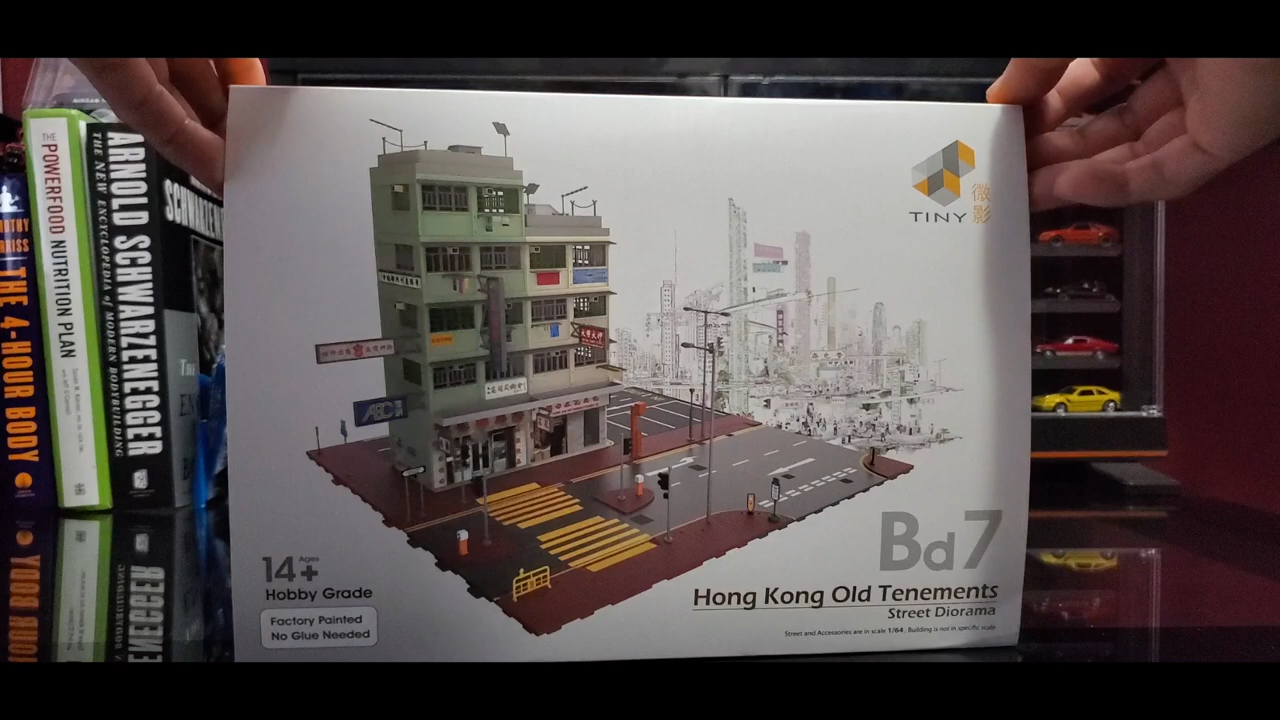 THE POWERFOOD NUTRITION PLAN
ARNOLD SCHWARZENEGGER
THE NEW ENCYCLOPEDIA of MODERN BODYBUILDING
THE 4-HOUR BODY
TINY 微影
ABC
14+ Ages
Hobby Grade
Factory Painted
No Glue Needed
Bd7
Hong Kong Old Tenements
Street Diorama
Street and Accessories are in scale 1/64. Building is not in specific scale